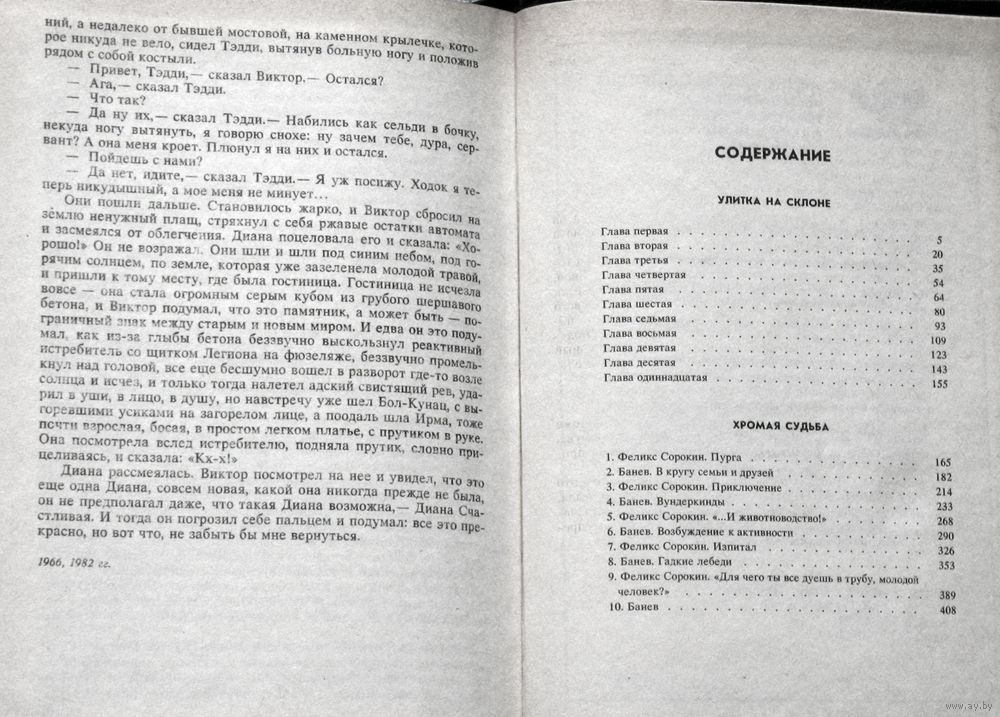 ний, а недалеко от бывшей мостовой, на каменном крылечке, кото-
рое никуда не вело, сидел Тэдди, вытянув больную ногу и положив
рядом с собой костыли.
— Привет, Тэдди,— сказал Виктор.— Остался?
— Ага,— сказал Тэдди.
— Что так?
— Да ну их,— сказал Тэдди.— Набились как сельди в бочку,
некуда ногу вытянуть, я говорю снохе: ну зачем тебе, дура, сер-
вант? А она меня кроет. Плюнул я на них и остался.
— Пойдешь с нами?
— Да нет, идите,— сказал Тэдди.— Я уж посижу. Ходок я те-
перь никудышный, а мое меня не минует...
Они пошли дальше. Становилось жарко, и Виктор сбросил на
землю ненужный плащ, стряхнул с себя ржавые остатки автомата
и засмеялся от облегчения. Диана поцеловала его и сказала: «Хо-
рошо!» Он не возражал. Они шли и шли под синим небом, под го-
рячим солнцем, по земле, которая уже зазеленела молодой травой,
и пришли к тому месту, где была гостиница. Гостиница не исчезла
вовсе — она стала огромным серым кубом из грубого шершавого
бетона, и Виктор подумал, что это памятник, а может быть — по-
граничный знак между старым и новым миром. И едва он это поду-
мал, как из-за глыбы бетона беззвучно выскользнул реактивный
истребитель со щитком Легиона на фюзеляже, беззвучно промель-
кнул над головой, все еще бесшумно вошел в разворот где-то возле
солнца и исчез, и только тогда налетел адский свистящий рев, уда-
рил в уши, в лицо, в душу, но навстречу уже шел Бол-Кунац, с вы-
горевшими усиками на загорелом лице, а поодаль шла Ирма, тоже
почти взрослая, босая, в простом легком платье, с прутиком в руке.
Она посмотрела вслед истребителю, подняла прутик, словно при-
целиваясь, и сказала: «Кх-х!»
Диана рассмеялась. Виктор посмотрел на нее и увидел, что это
еще одна Диана, совсем новая, какой она никогда прежде не была,
он не предполагал даже, что такая Диана возможна,— Диана Сча-
стливая. И тогда он погрозил себе пальцем и подумал: все это пре-
красно, но вот что, не забыть бы мне вернуться.
1966, 1982 гг.
СОДЕРЖАНИЕ
УЛИТКА НА СКЛОНЕ
Глава первая . . . . . . . . . . 5
Глава вторая . . . . . . . . . . 20
Глава третья . . . . . . . . . . 35
Глава четвертая . . . . . . . . . . 54
Глава пятая . . . . . . . . . . 64
Глава шестая . . . . . . . . . . 80
Глава седьмая . . . . . . . . . . 93
Глава восьмая . . . . . . . . . . 109
Глава девятая . . . . . . . . . . 123
Глава десятая . . . . . . . . . . 143
Глава одиннадцатая . . . . . . . . . . 155
ХРОМАЯ СУДЬБА
1. Феликс Сорокин. Пурга . . . . . . . . . . 165
2. Банев. В кругу семьи и друзей . . . . . . . . . . 182
3. Феликс Сорокин. Приключение . . . . . . . . . . 214
4. Банев. Вундеркинды . . . . . . . . . . 233
5. Феликс Сорокин. «...И животноводство!» . . . . . . . . . . 268
6. Банев. Возбуждение к активности . . . . . . . . . . 290
7. Феликс Сорокин. Изпитал . . . . . . . . . . 326
8. Банев. Гадкие лебеди . . . . . . . . . . 353
9. Феликс Сорокин. «Для чего ты все дуешь в трубу, молодой
человек?» . . . . . . . . . . 389
10. Банев . . . . . . . . . . 408
www.ay.by